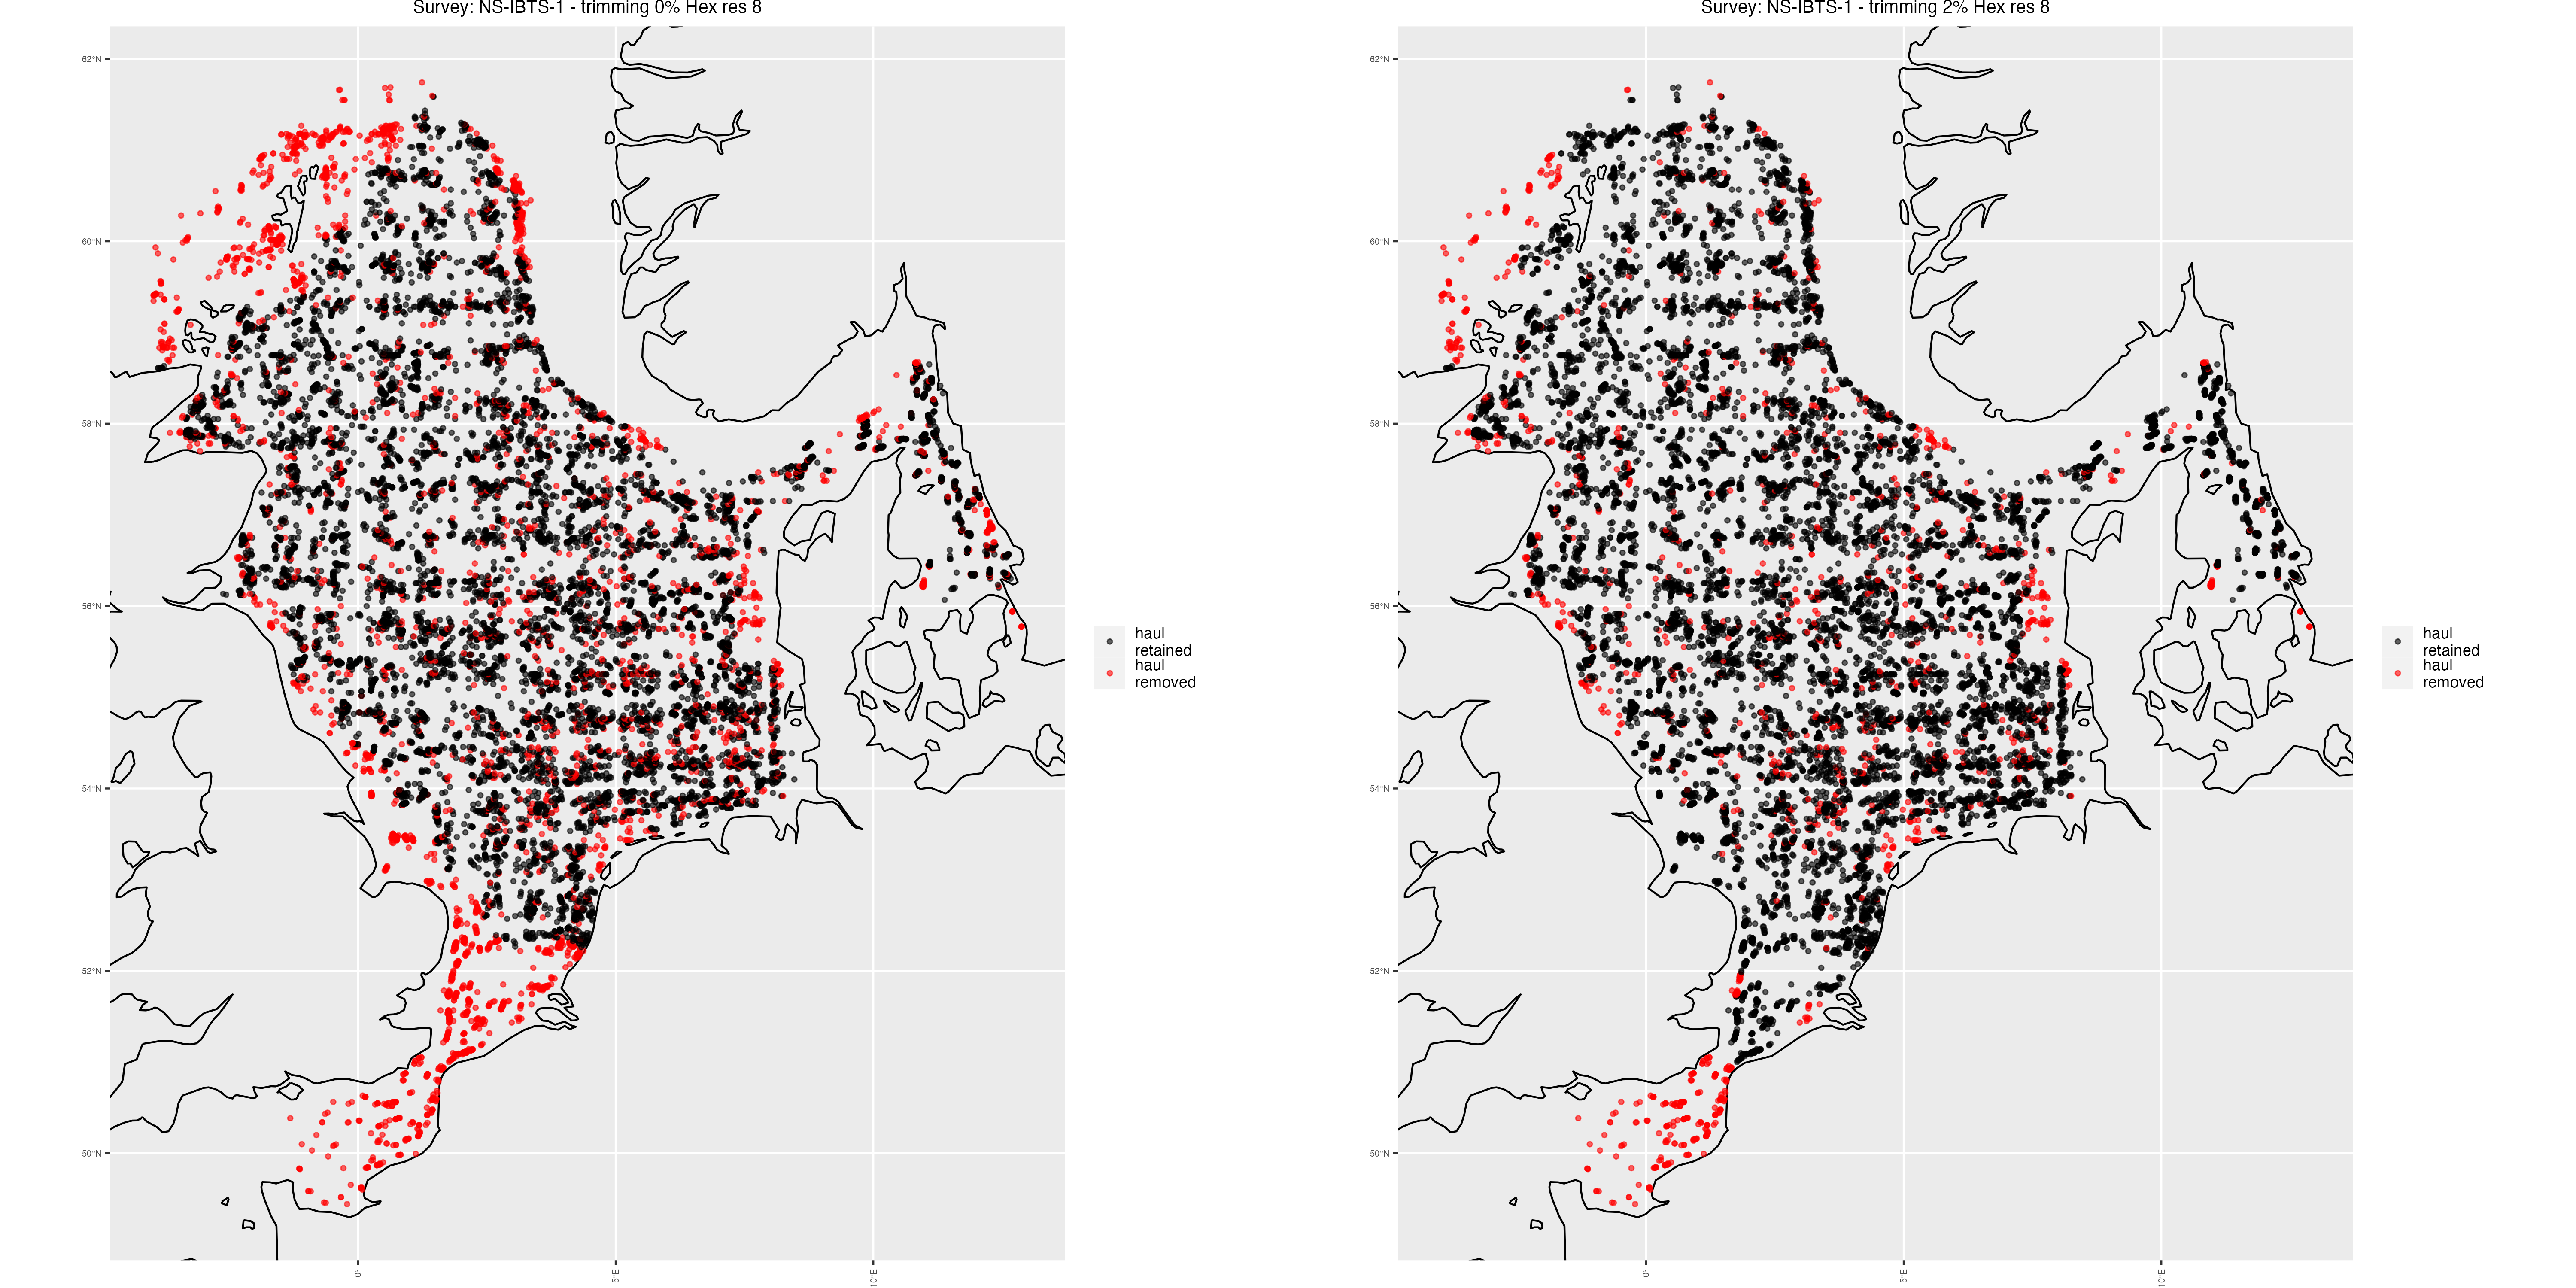 Survey: NS-IBTS-1 - trimming 0% Hex res 8
62°N
60°N
58°N
56°N
54°N
52°N
50°N
0°
5°E
10°E
haul
retained
haul
removed
Survey: NS-IBTS-1 - trimming 2% Hex res 8
62°N
60°N
58°N
56°N
54°N
52°N
50°N
0°
5°E
10°E
haul
retained
haul
removed